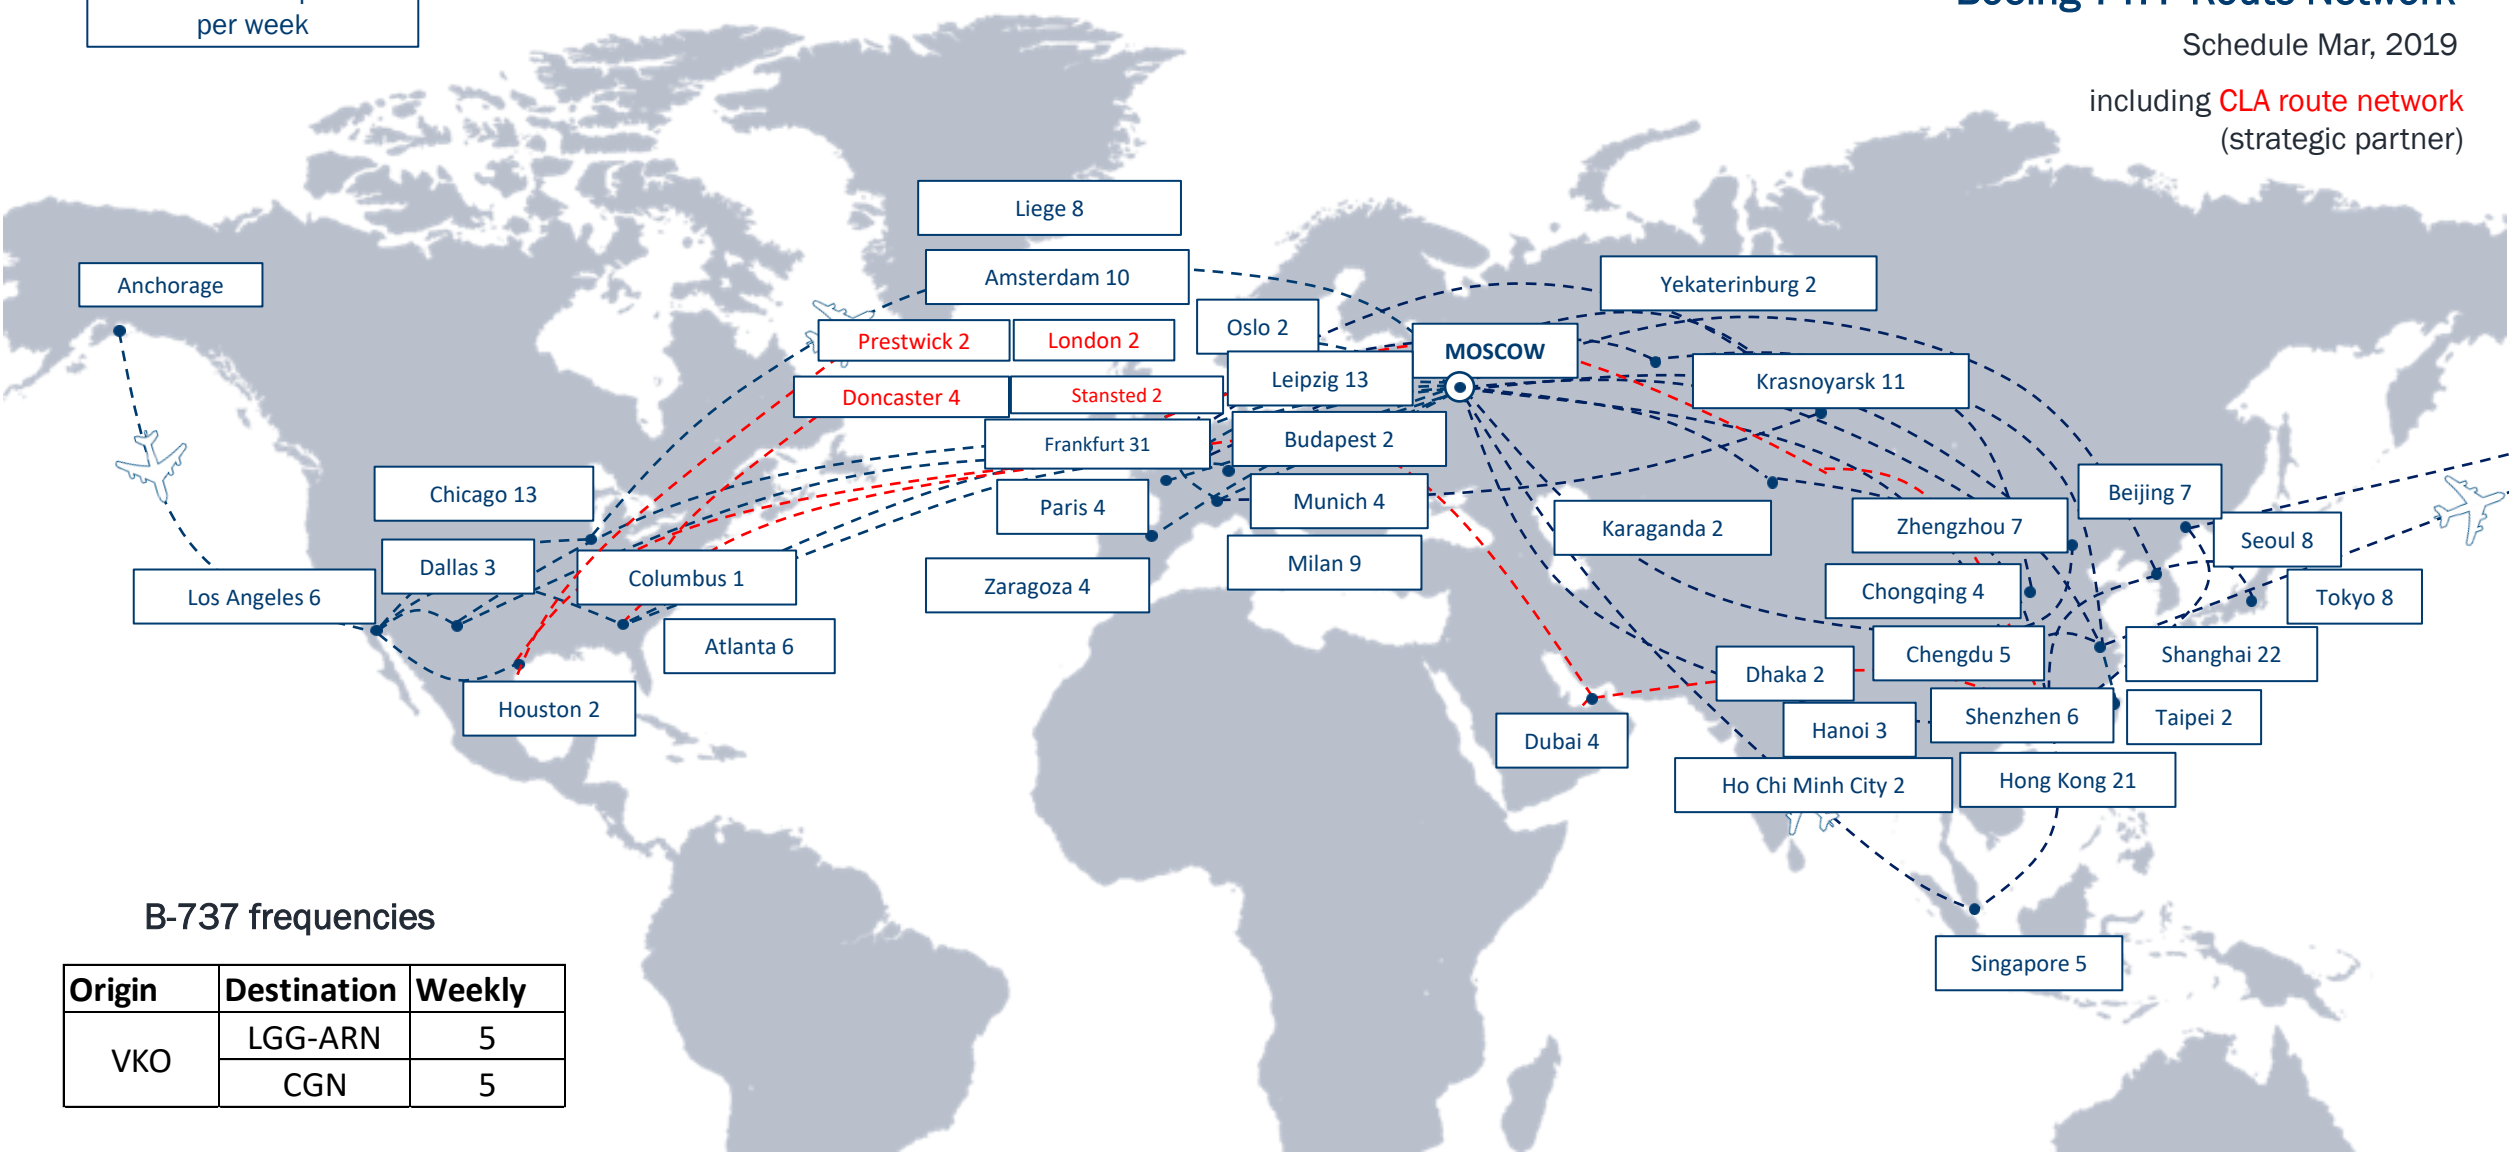 per week
Schedule Mar, 2019
including CLA route network
(strategic partner)
Liege 8
Amsterdam 10
Anchorage
Yekaterinburg 2
Oslo 2
Prestwick 2
London 2
MOSCOW
Leipzig 13
Krasnoyarsk 11
Doncaster 4
Stansted 2
Frankfurt 31
Budapest 2
Chicago 13
Paris 4
Munich 4
Beijing 7
Karaganda 2
Zhengzhou 7
Seoul 8
Dallas 3
Columbus 1
Milan 9
Zaragoza 4
Chongqing 4
Los Angeles 6
Tokyo 8
Atlanta 6
Chengdu 5
Shanghai 22
Dhaka 2
Houston 2
Shenzhen 6
Taipei 2
Hanoi 3
Dubai 4
Ho Chi Minh City 2
Hong Kong 21
Singapore 5
B-737 frequencies
Origin Destination Weekly
VKO
LGG-ARN 5
CGN 5